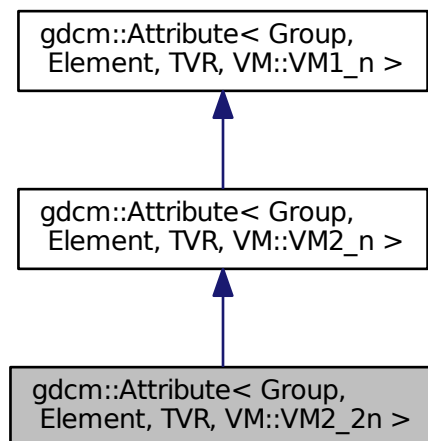 gdcm::Attribute< Group,
Element, TVR, VM::VM1_n >
gdcm::Attribute< Group,
Element, TVR, VM::VM2_n >
gdcm::Attribute< Group,
Element, TVR, VM::VM2_2n >